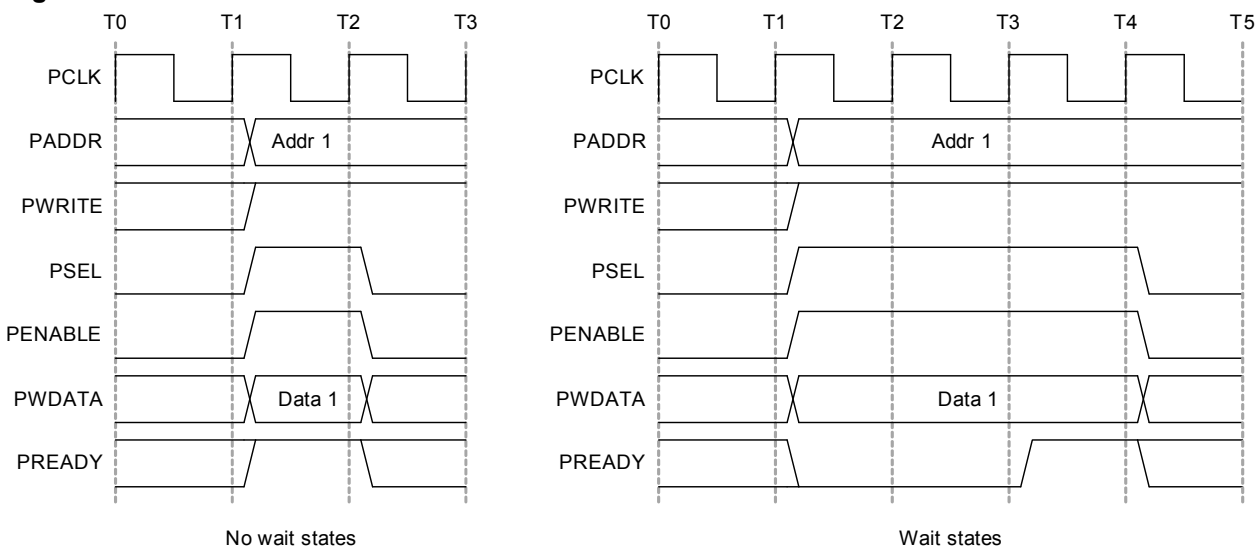 T0 T1 T2 T3
PCLK
PADDR Addr 1
PWRITE
PSEL
PENABLE
PWDATA Data 1
PREADY
No wait states
T0 T1 T2 T3 T4 T5
PCLK
PADDR Addr 1
PWRITE
PSEL
PENABLE
PWDATA Data 1
PREADY
Wait states